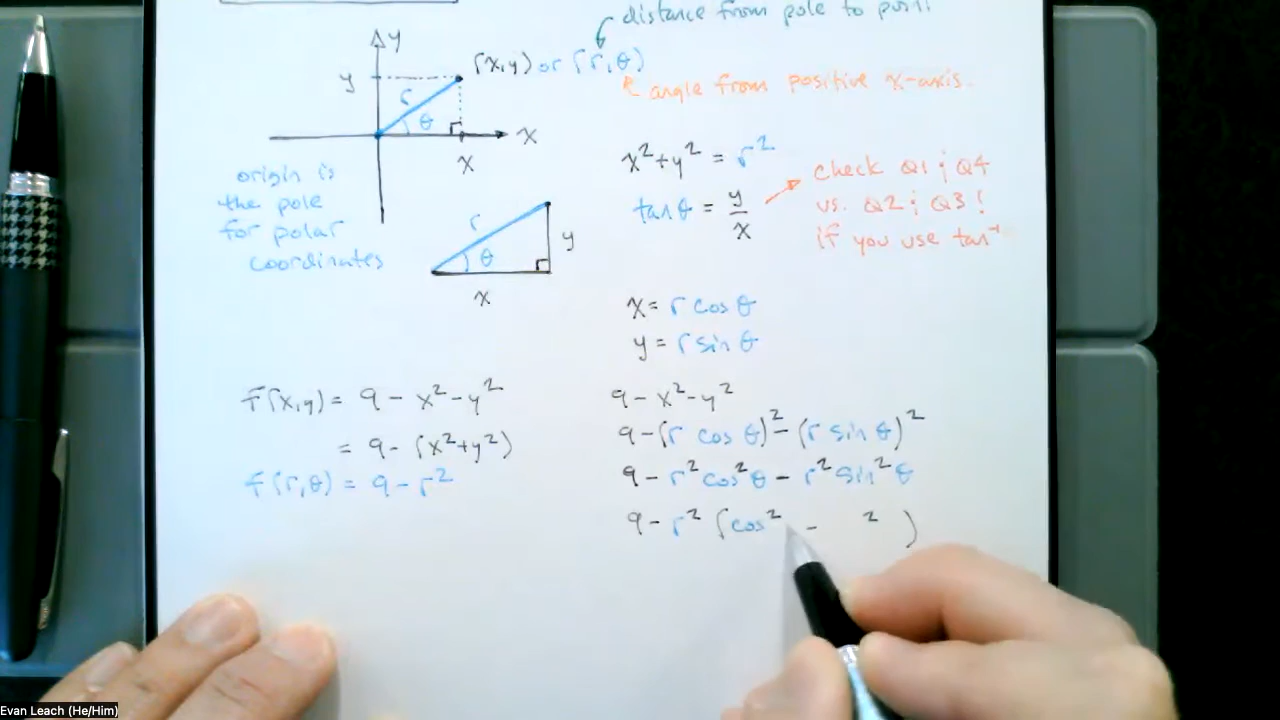 distance from pole to point
y
(x,y) or (r,θ)
y
angle from positive x-axis.
r
θ
x
x
origin is
the pole
for polar
coordinates
x²+y² = r²
tan θ = y/x
check Q1 & Q4
vs. Q2 & Q3!
if you use tan⁻¹
r
θ
y
x
x = r cos θ
y = r sin θ
f(x,y) = 9 - x² - y²
= 9 - (x²+y²)
f(r,θ) = 9 - r²
9 - x² - y²
9 - (r cos θ)² - (r sin θ)²
9 - r² cos² θ - r² sin² θ
9 - r² (cos² - ² )
Evan Leach (He/Him)